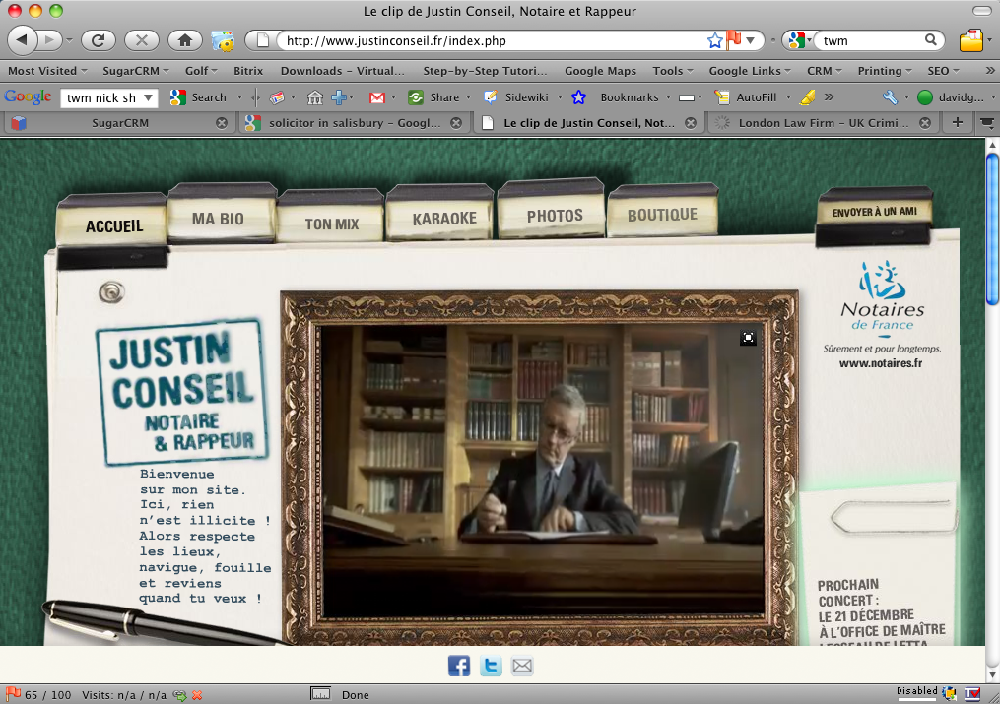 Le clip de Justin Conseil, Notaire et Rappeur
http://www.justinconseil.fr/index.php
twm
Most Visited SugarCRM Golf Bitrix Downloads – Virtual... Step-by-Step Tutori... Google Maps Tools Google Links CRM Printing SEO »
Google twm nick sh Search Share Sidewiki Bookmarks AutoFill » davidg...
SugarCRM solicitor in salisbury – Googl... Le clip de Justin Conseil, Not... London Law Firm – UK Crimi...
ACCUEIL MA BIO TON MIX KARAOKE PHOTOS BOUTIQUE ENVOYER À UN AMI
Notaires
de France
Sûrement et pour longtemps.
www.notaires.fr
JUSTIN
CONSEIL
NOTAIRE
& RAPPEUR
Bienvenue
sur mon site.
Ici, rien
n'est illicite !
Alors respecte
les lieux,
navigue, fouille
et reviens
quand tu veux !
PROCHAIN
CONCERT :
LE 21 DÉCEMBRE
À L'OFFICE DE MAÎTRE
65 / 100 Visits: n/a / n/a Done Disabled